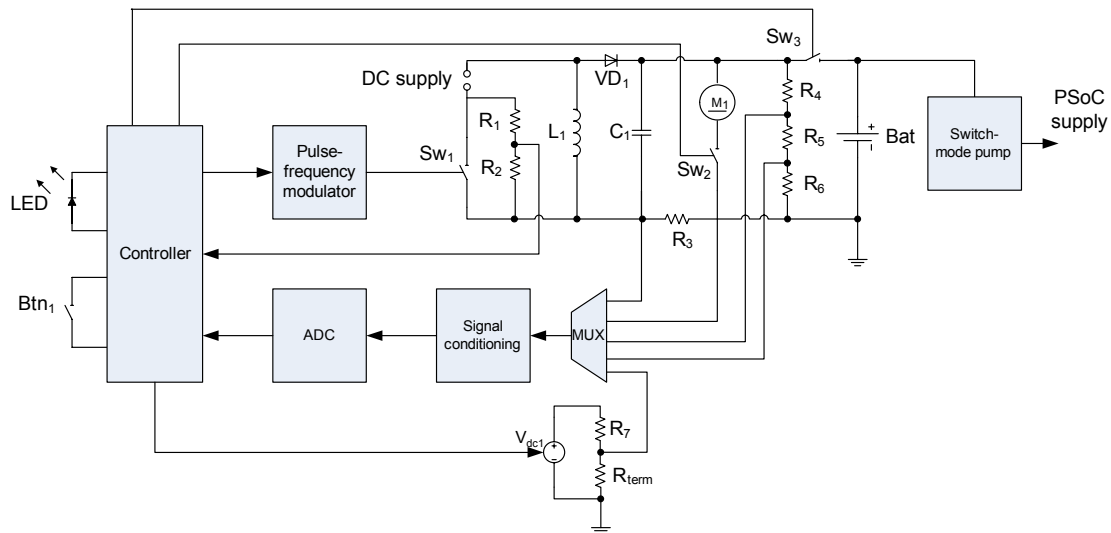 Sw3
DC supply
VD1
R1
R2
Sw1
L1
C1
M1
Sw2
R4
R5
R6
+
Bat
Switch-
mode pump
PSoC
supply
Pulse-
frequency
modulator
LED
Controller
R3
Btn1
ADC
Signal
conditioning
MUX
Vdc1
+
R7
Rterm